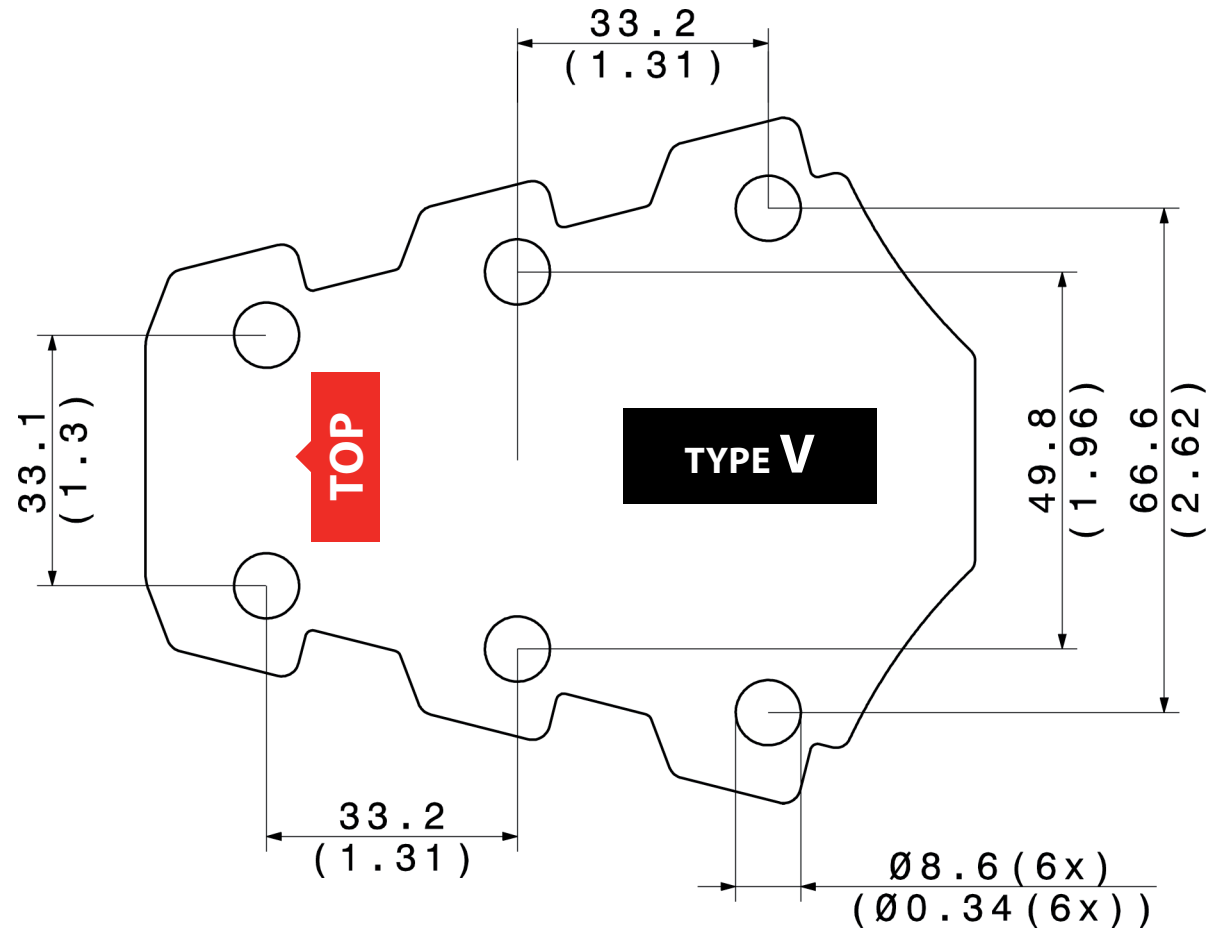 33.2
(1.31)
33.1
(1.3)
TOP
TYPE V
49.8
(1.96)
66.6
(2.62)
33.2
(1.31)
Ø8.6(6x)
(Ø0.34(6x))